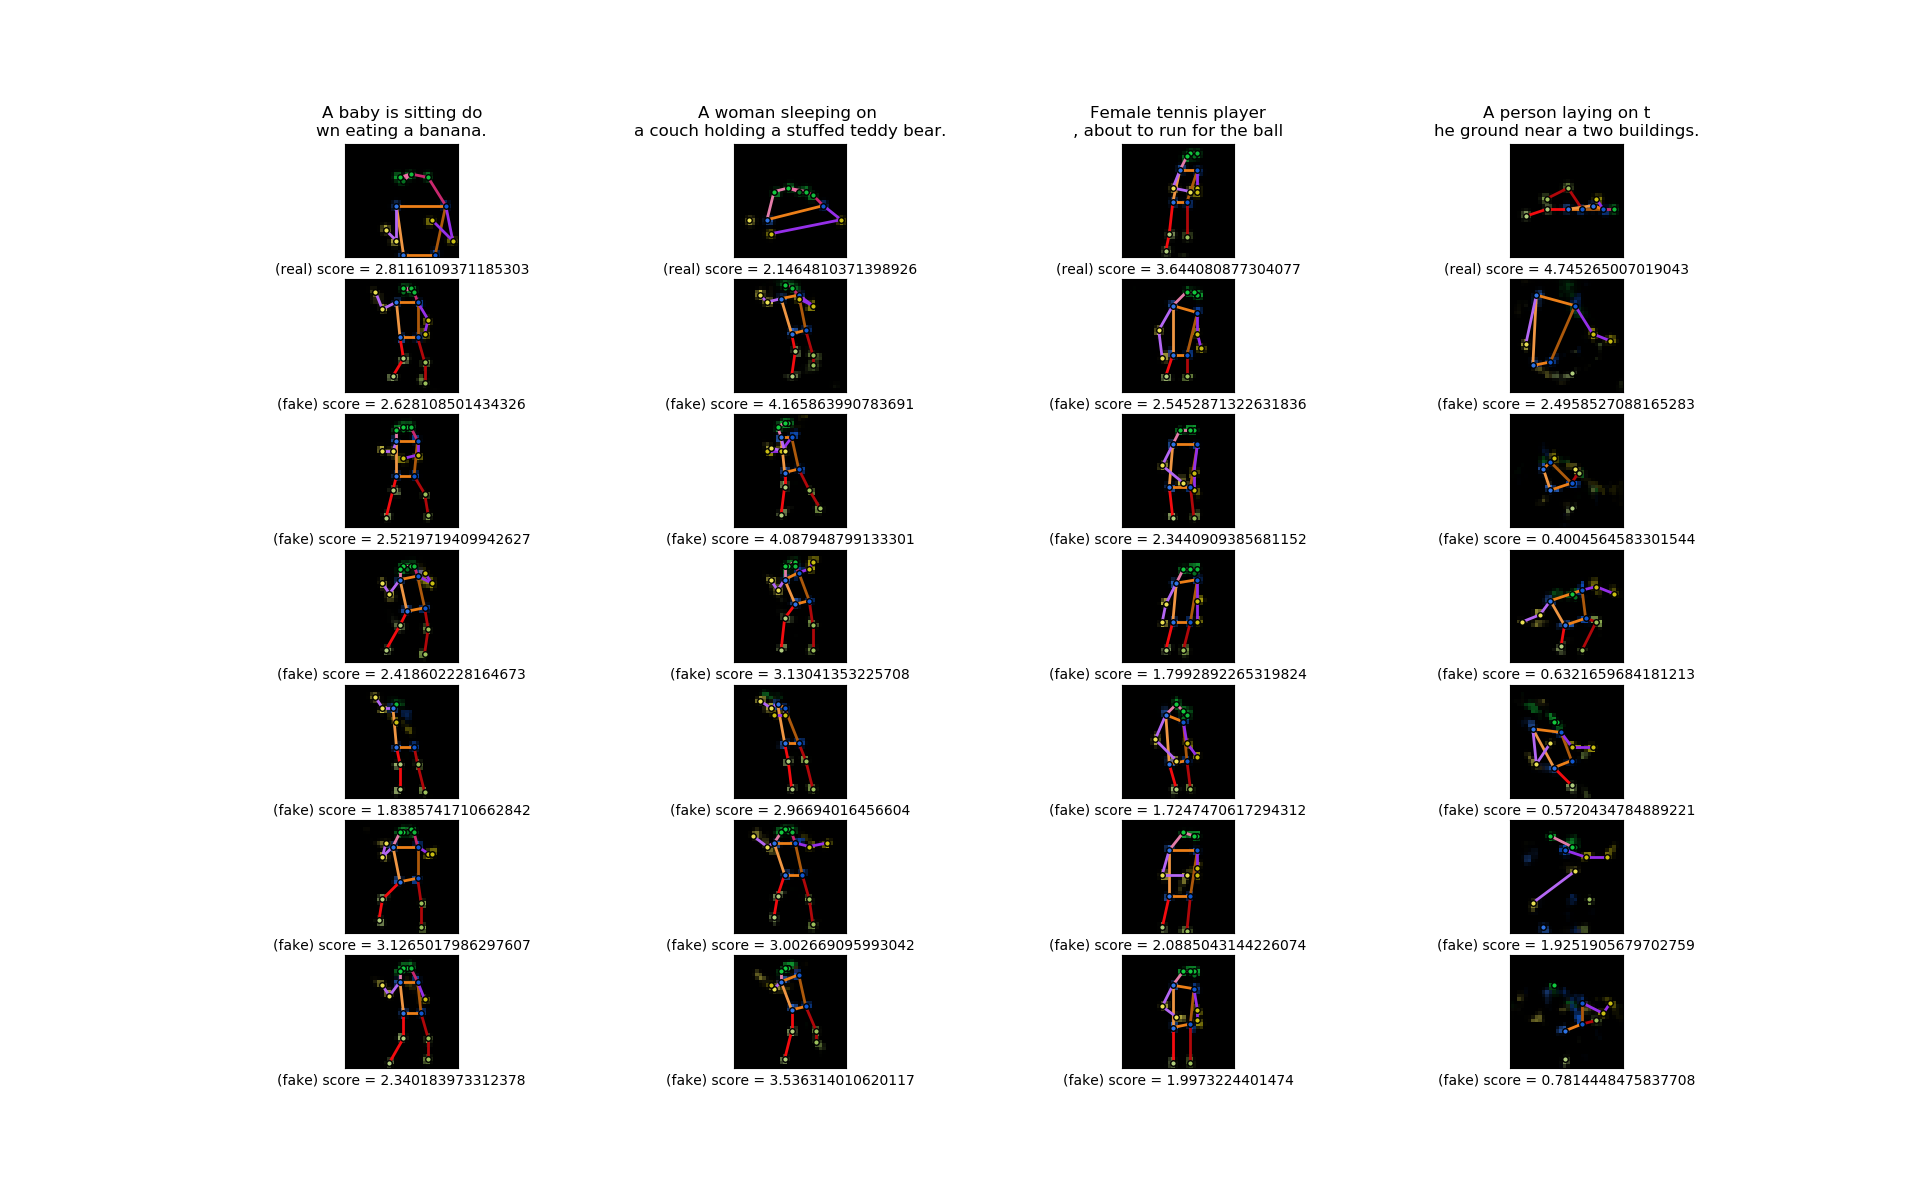 A baby is sitting do
wn eating a banana.
A woman sleeping on
a couch holding a stuffed teddy bear.
Female tennis player
, about to run for the ball
A person laying on t
he ground near a two buildings.
(real) score = 2.8116109371185303
(real) score = 2.1464810371398926
(real) score = 3.644080877304077
(real) score = 4.745265007019043
(fake) score = 2.628108501434326
(fake) score = 4.165863990783691
(fake) score = 2.5452871322631836
(fake) score = 2.4958527088165283
(fake) score = 2.5219719409942627
(fake) score = 4.087948799133301
(fake) score = 2.3440909385681152
(fake) score = 0.4004564583301544
(fake) score = 2.418602228164673
(fake) score = 3.13041353225708
(fake) score = 1.7992892265319824
(fake) score = 0.6321659684181213
(fake) score = 1.8385741710662842
(fake) score = 2.96694016456604
(fake) score = 1.7247470617294312
(fake) score = 0.5720434784889221
(fake) score = 3.1265017986297607
(fake) score = 3.002669095993042
(fake) score = 2.0885043144226074
(fake) score = 1.9251905679702759
(fake) score = 2.340183973312378
(fake) score = 3.536314010620117
(fake) score = 1.9973224401474
(fake) score = 0.7814448475837708